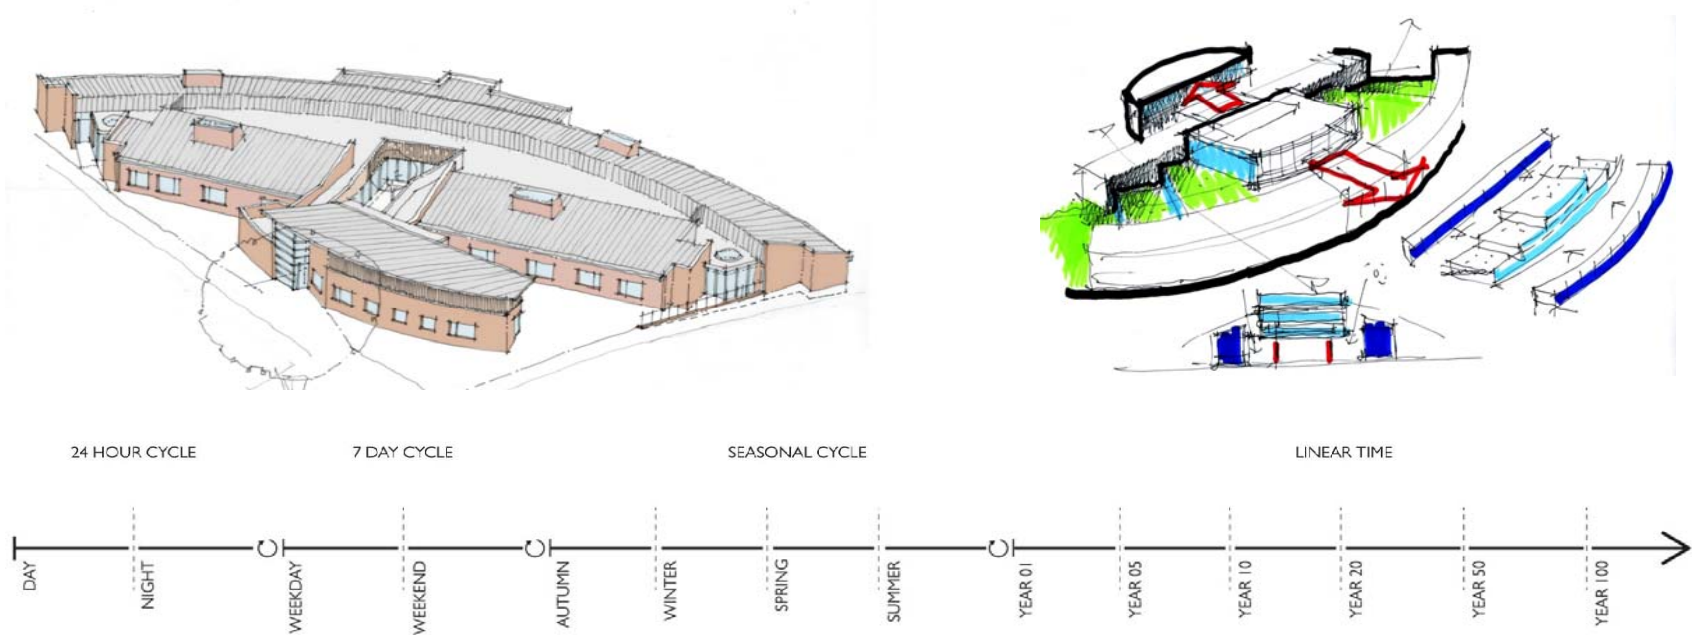 24 HOUR CYCLE
7 DAY CYCLE
SEASONAL CYCLE
LINEAR TIME
DAY
NIGHT
WEEKDAY
WEEKEND
AUTUMN
WINTER
SPRING
SUMMER
YEAR 01
YEAR 05
YEAR 10
YEAR 20
YEAR 50
YEAR 100